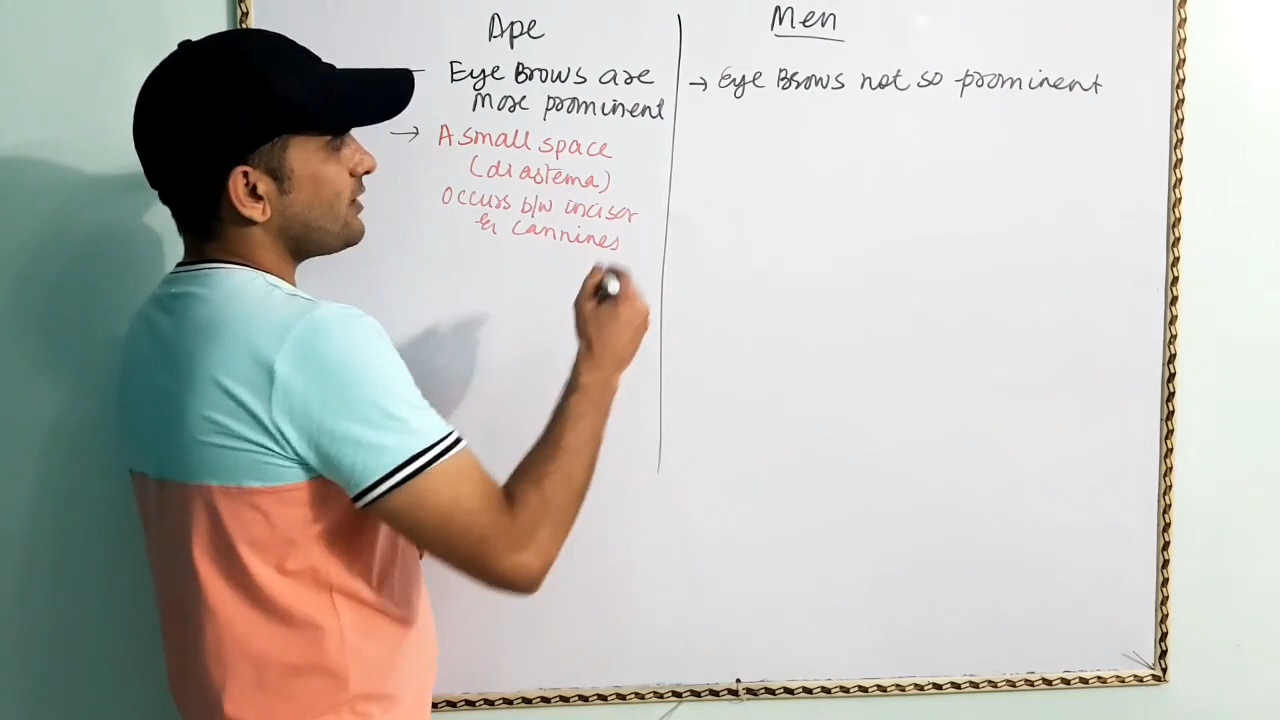 Ape
Eye Brows are
More prominent
→ A small space
(diastema)
Occurs b/w incisor
& cannines
Men
→ Eye Brows not so prominent